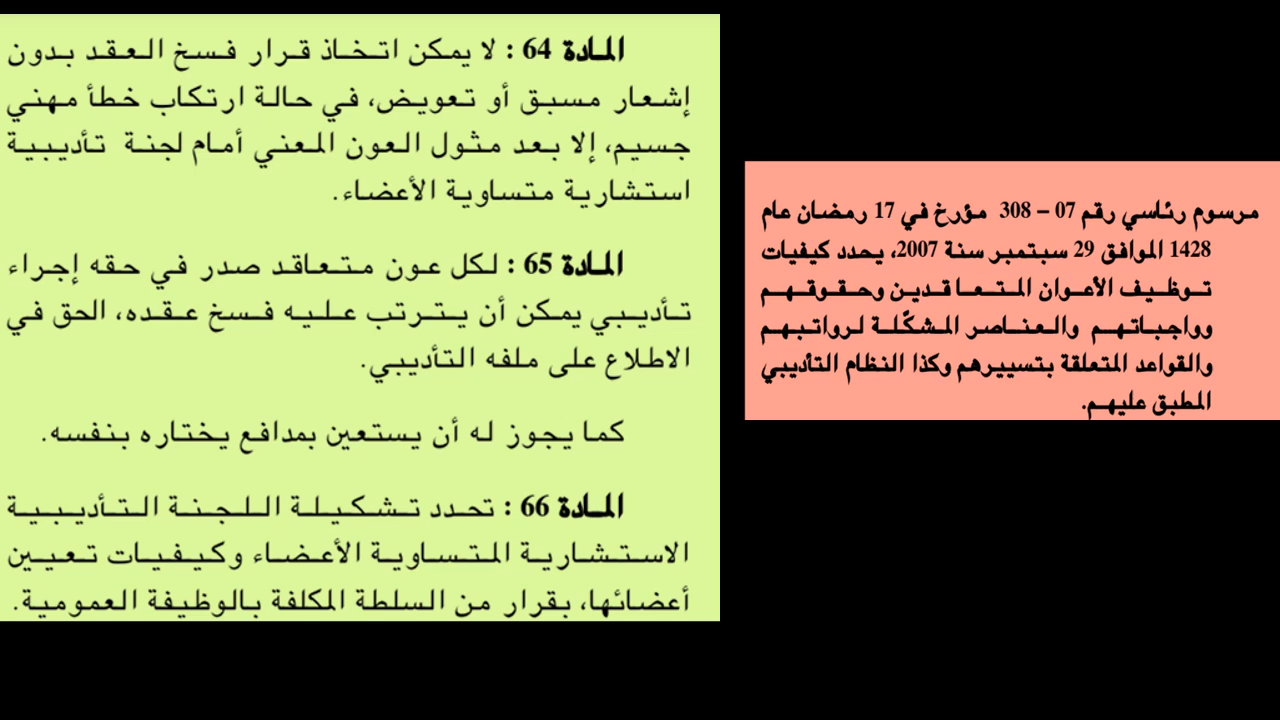 المادة 64 : لا يمكن اتخاذ قرار فسخ العقد بدون
إشعار مسبق أو تعويض، في حالة ارتكاب خطأ مهني
جسيم، إلا بعد مثول العون المعني أمام لجنة تأديبية
استشارية متساوية الأعضاء.
المادة 65 : لكل عون متعاقد صدر في حقه إجراء
تأديبي يمكن أن يترتب عليه فسخ عقده، الحق في
الاطلاع على ملفه التأديبي.
كما يجوز له أن يستعين بمدافع يختاره بنفسه.
المادة 66 : تحدد تشكيلة اللجنة التأديبية
الاستشارية المتساوية الأعضاء وكيفيات تعيين
أعضائها، بقرار من السلطة المكلفة بالوظيفة العمومية.
مرسوم رئاسي رقم 07 – 308 مؤرخ في 17 رمضان عام
1428 الموافق 29 سبتمبر سنة 2007، يحدد كيفيات
توظيف الأعوان المتعاقدين وحقوقهم
وواجباتهم والعناصر المشكّلة لرواتبهم
والقواعد المتعلقة بتسييرهم وكذا النظام التأديبي
المطبق عليهم.